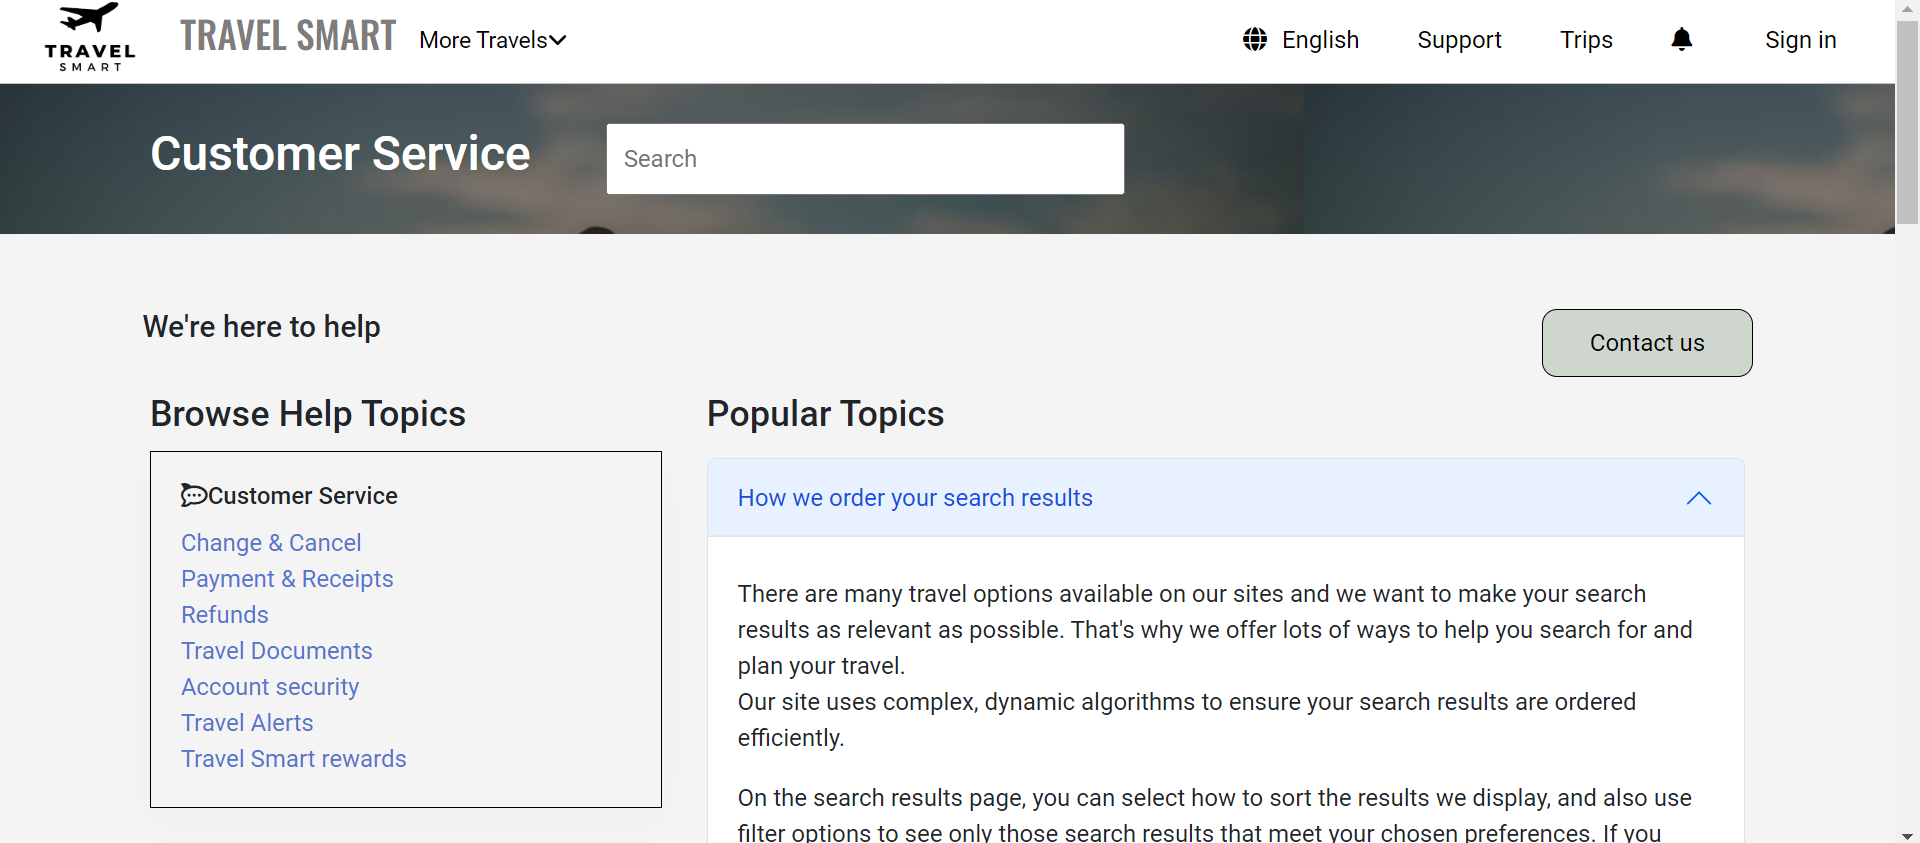 TRAVEL
SMART
TRAVEL SMART
More Travels
English
Support
Trips
Sign in
Customer Service
Search
We're here to help
Contact us
Browse Help Topics
Customer Service
Change & Cancel
Payment & Receipts
Refunds
Travel Documents
Account security
Travel Alerts
Travel Smart rewards
Popular Topics
How we order your search results
There are many travel options available on our sites and we want to make your search
results as relevant as possible. That's why we offer lots of ways to help you search for and
plan your travel.
Our site uses complex, dynamic algorithms to ensure your search results are ordered
efficiently.
On the search results page, you can select how to sort the results we display, and also use
filter options to see only those search results that meet your chosen preferences. If you